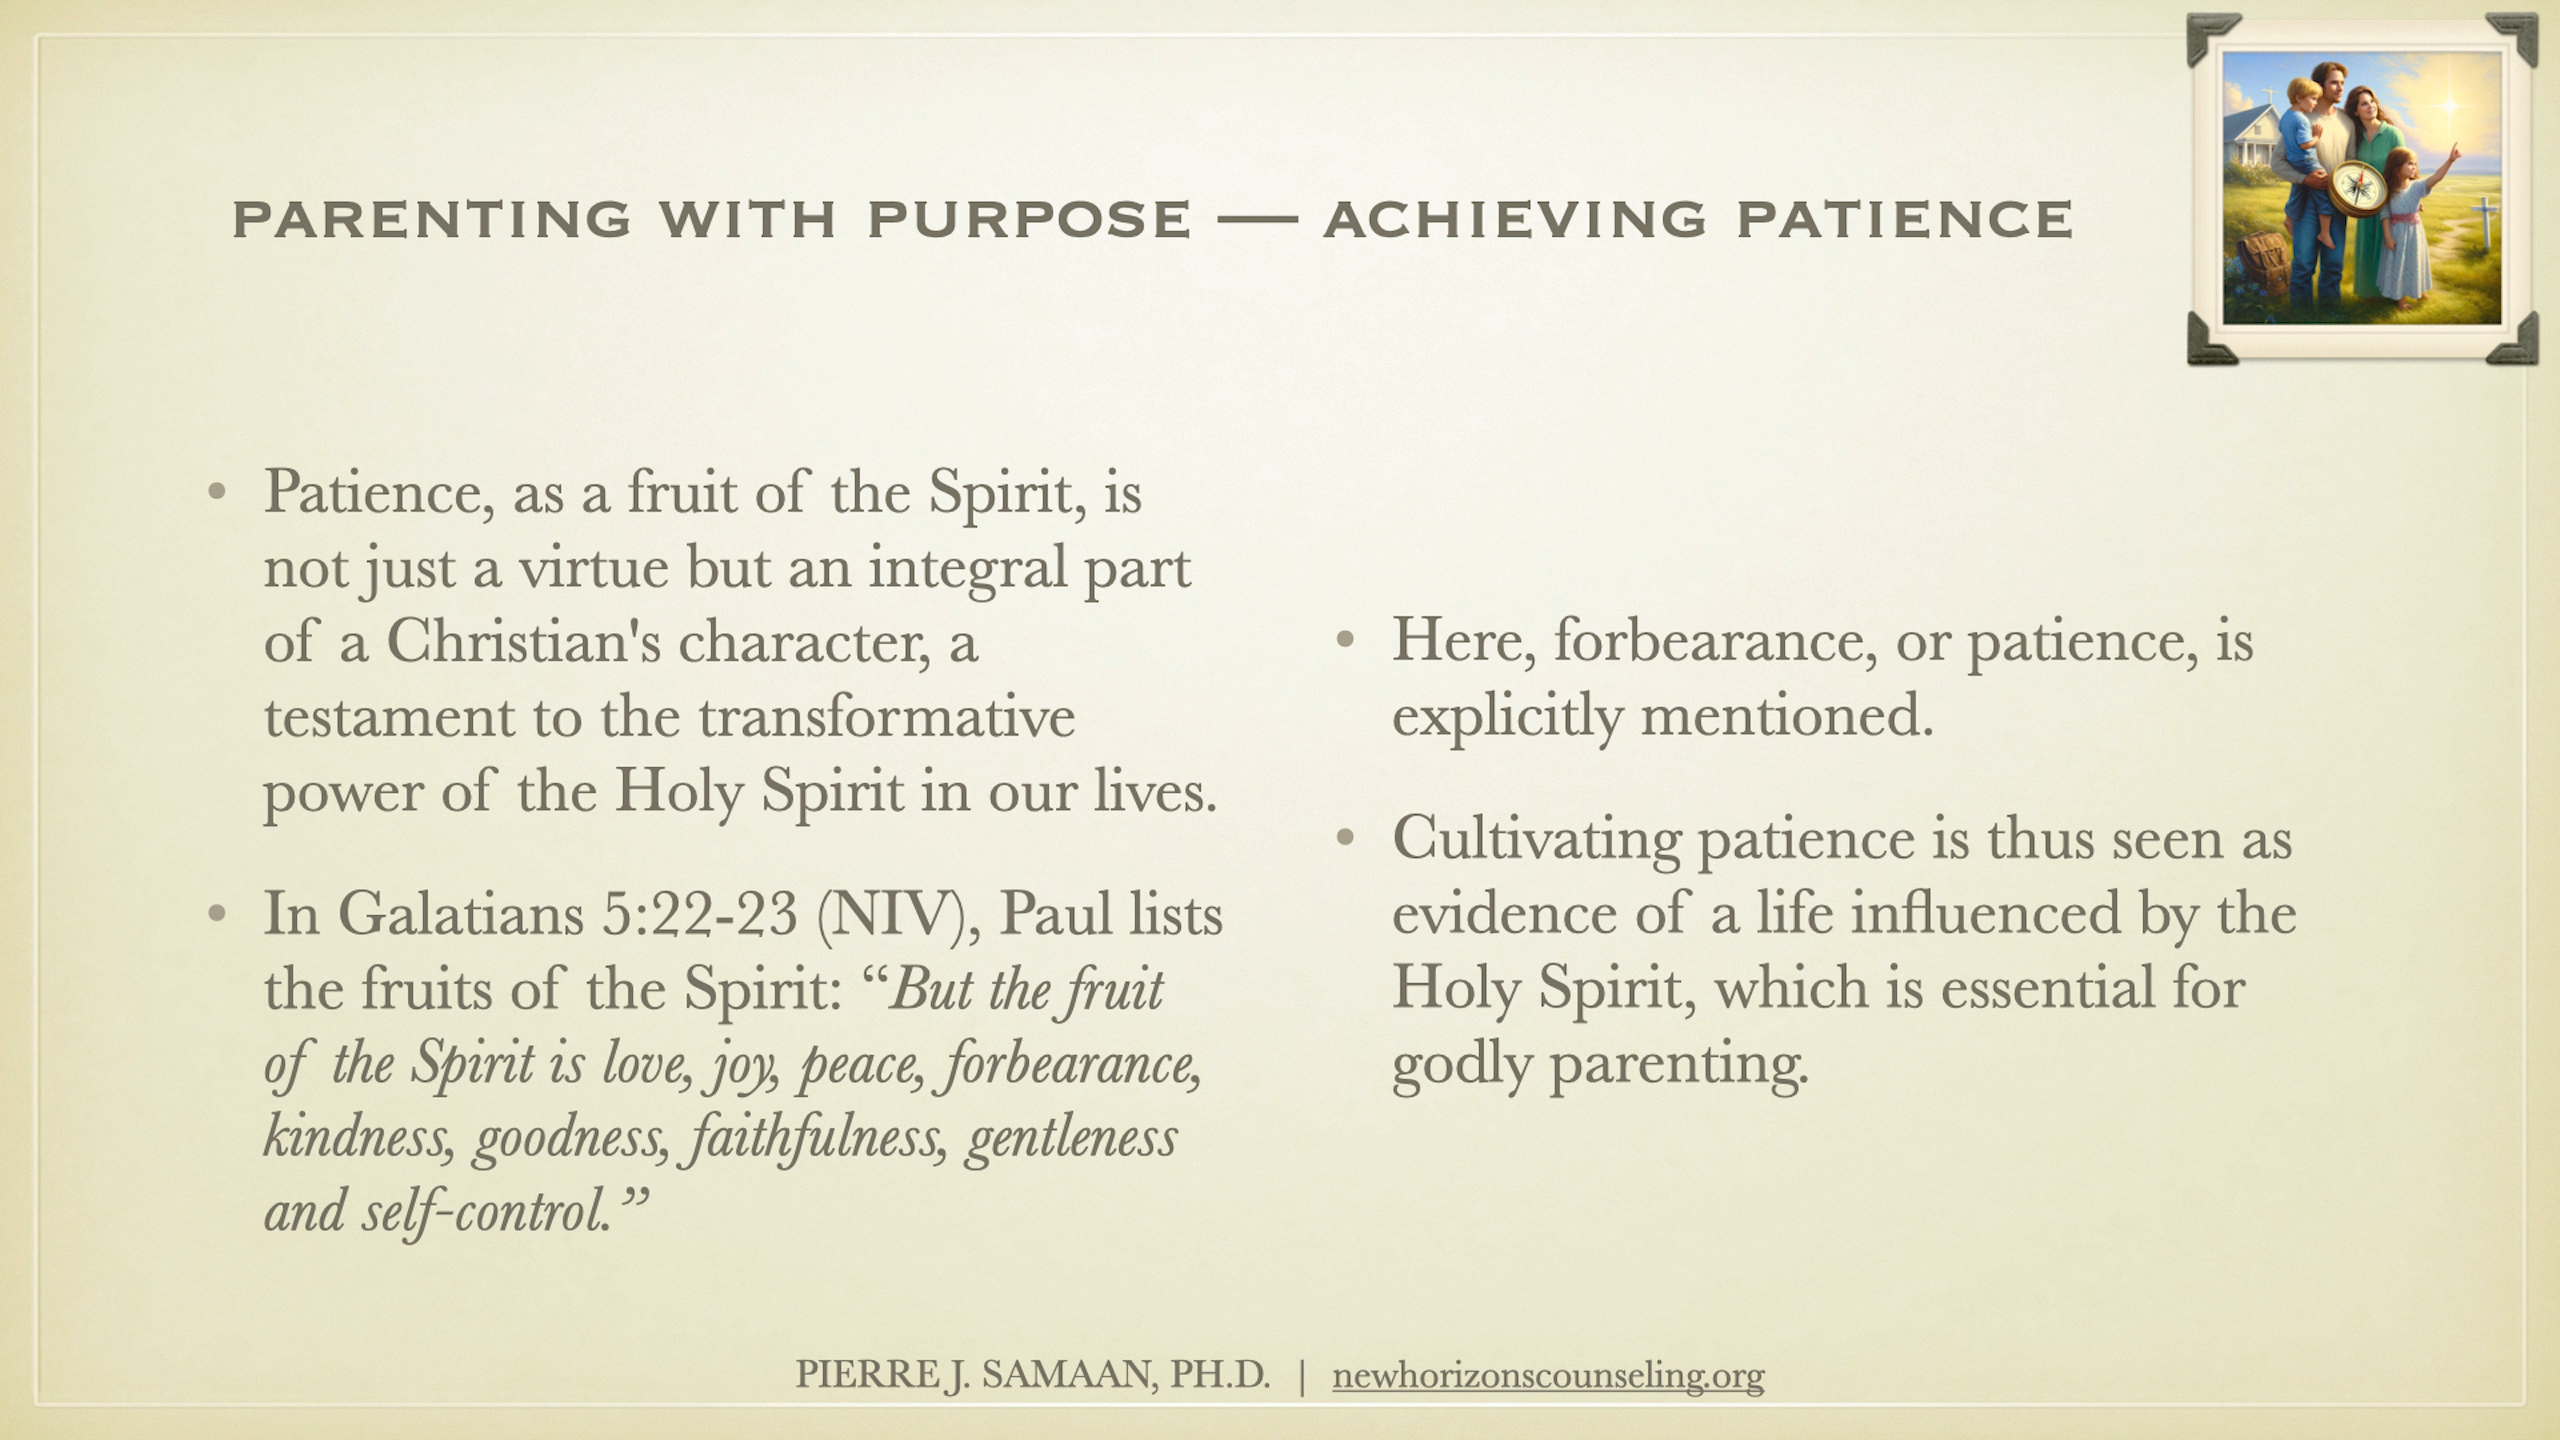 PARENTING WITH PURPOSE — ACHIEVING PATIENCE
• Patience, as a fruit of the Spirit, is
not just a virtue but an integral part
of a Christian's character, a
testament to the transformative
power of the Holy Spirit in our lives.
• In Galatians 5:22-23 (NIV), Paul lists
the fruits of the Spirit: “But the fruit
of the Spirit is love, joy, peace, forbearance,
kindness, goodness, faithfulness, gentleness
and self-control.”
• Here, forbearance, or patience, is
explicitly mentioned.
• Cultivating patience is thus seen as
evidence of a life influenced by the
Holy Spirit, which is essential for
godly parenting.
PIERRE J. SAMAAN, PH.D. | newhorizonscounseling.org